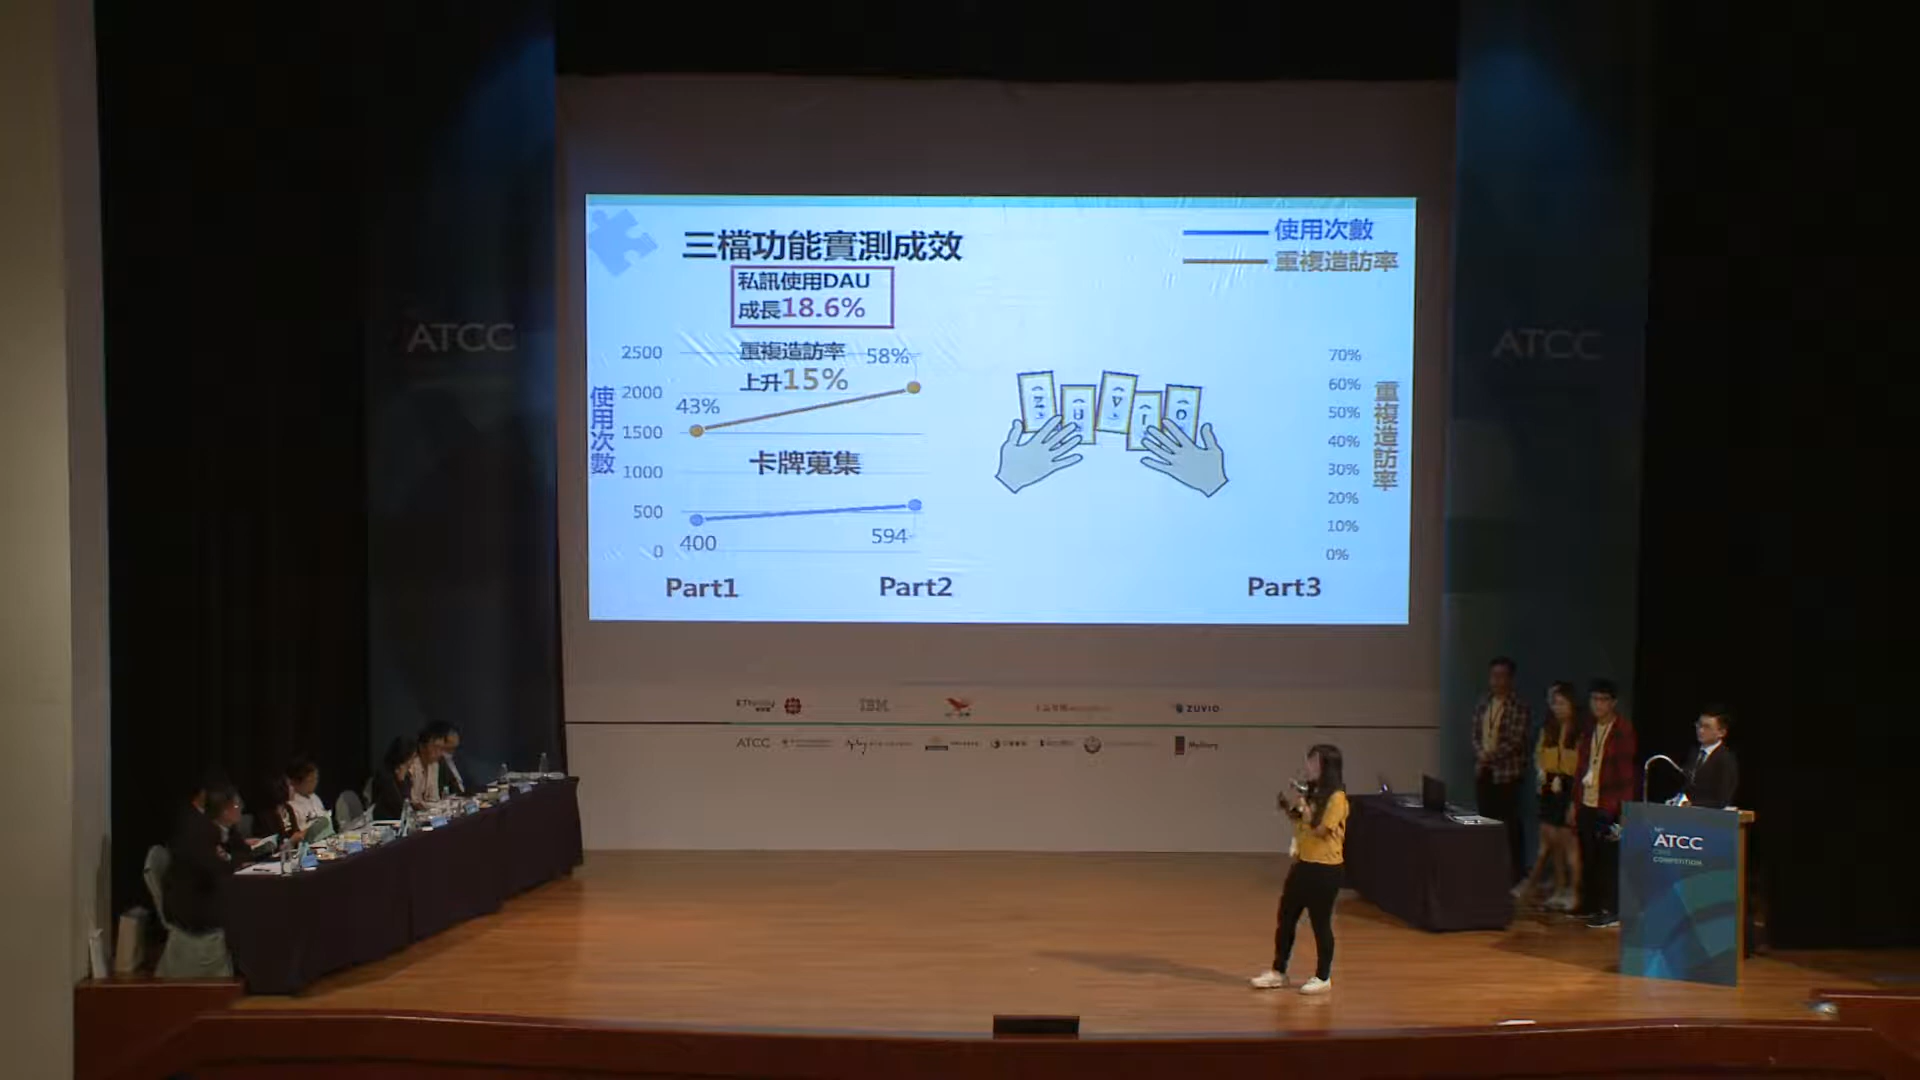 三檔功能實測成效
使用次數
重複造訪率
私訊使用DAU
成長18.6%
重複造訪率
上升15%
43%
58%
卡牌蒐集
400
594
使用次數
2500
2000
1500
1000
500
0
重複造訪率
70%
60%
50%
40%
30%
20%
10%
0%
Z
U
V
I
O
Part1
Part2
Part3
ATCC
ATCC
IBM
ZUVIO
ATCC
ATCC
COMPETITION